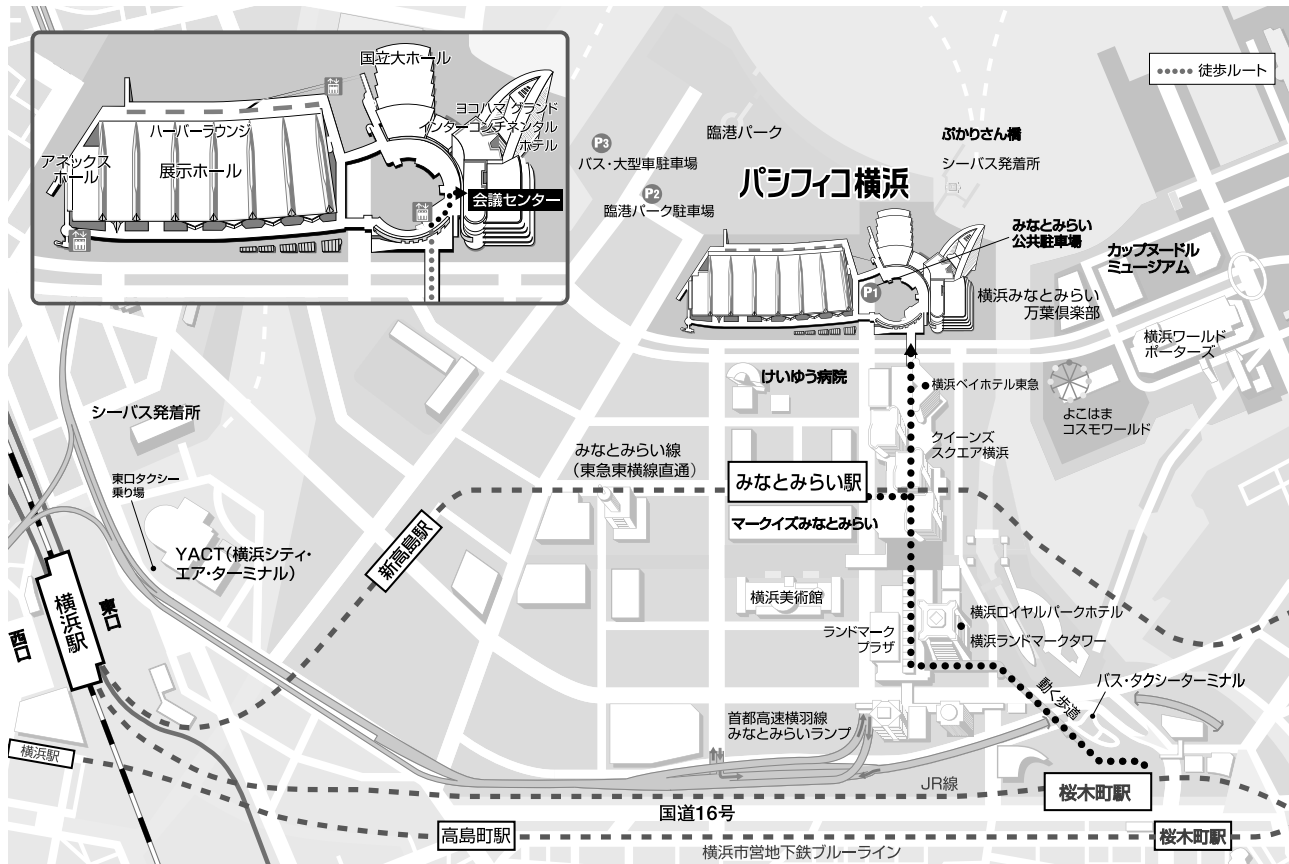 国立大ホール
ヨコハマ グランド
インターコンチネンタル
ホテル
ハーバーラウンジ
アネックス
ホール
展示ホール
会議センター
徒歩ルート
P3
バス・大型車駐車場
臨港パーク
ぷかりさん橋
シーバス発着所
P2
臨港パーク駐車場
パシフィコ横浜
みなとみらい
公共駐車場
カップヌードル
ミュージアム
P1
横浜みなとみらい
万葉倶楽部
横浜ワールド
ポーターズ
けいゆう病院
横浜ベイホテル東急
よこはま
コスモワールド
シーバス発着所
クイーンズ
スクエア横浜
みなとみらい線
（東急東横線直通）
みなとみらい駅
東口タクシー
乗り場
マークイズみなとみらい
新高島駅
YACT（横浜シティ・
エア・ターミナル）
横浜駅
東口
西口
横浜美術館
横浜ロイヤルパークホテル
ランドマーク
プラザ
横浜ランドマークタワー
動く歩道
バス・タクシーターミナル
首都高速横羽線
みなとみらいランプ
横浜駅
JR線
桜木町駅
国道16号
高島町駅
桜木町駅
横浜市営地下鉄ブルーライン